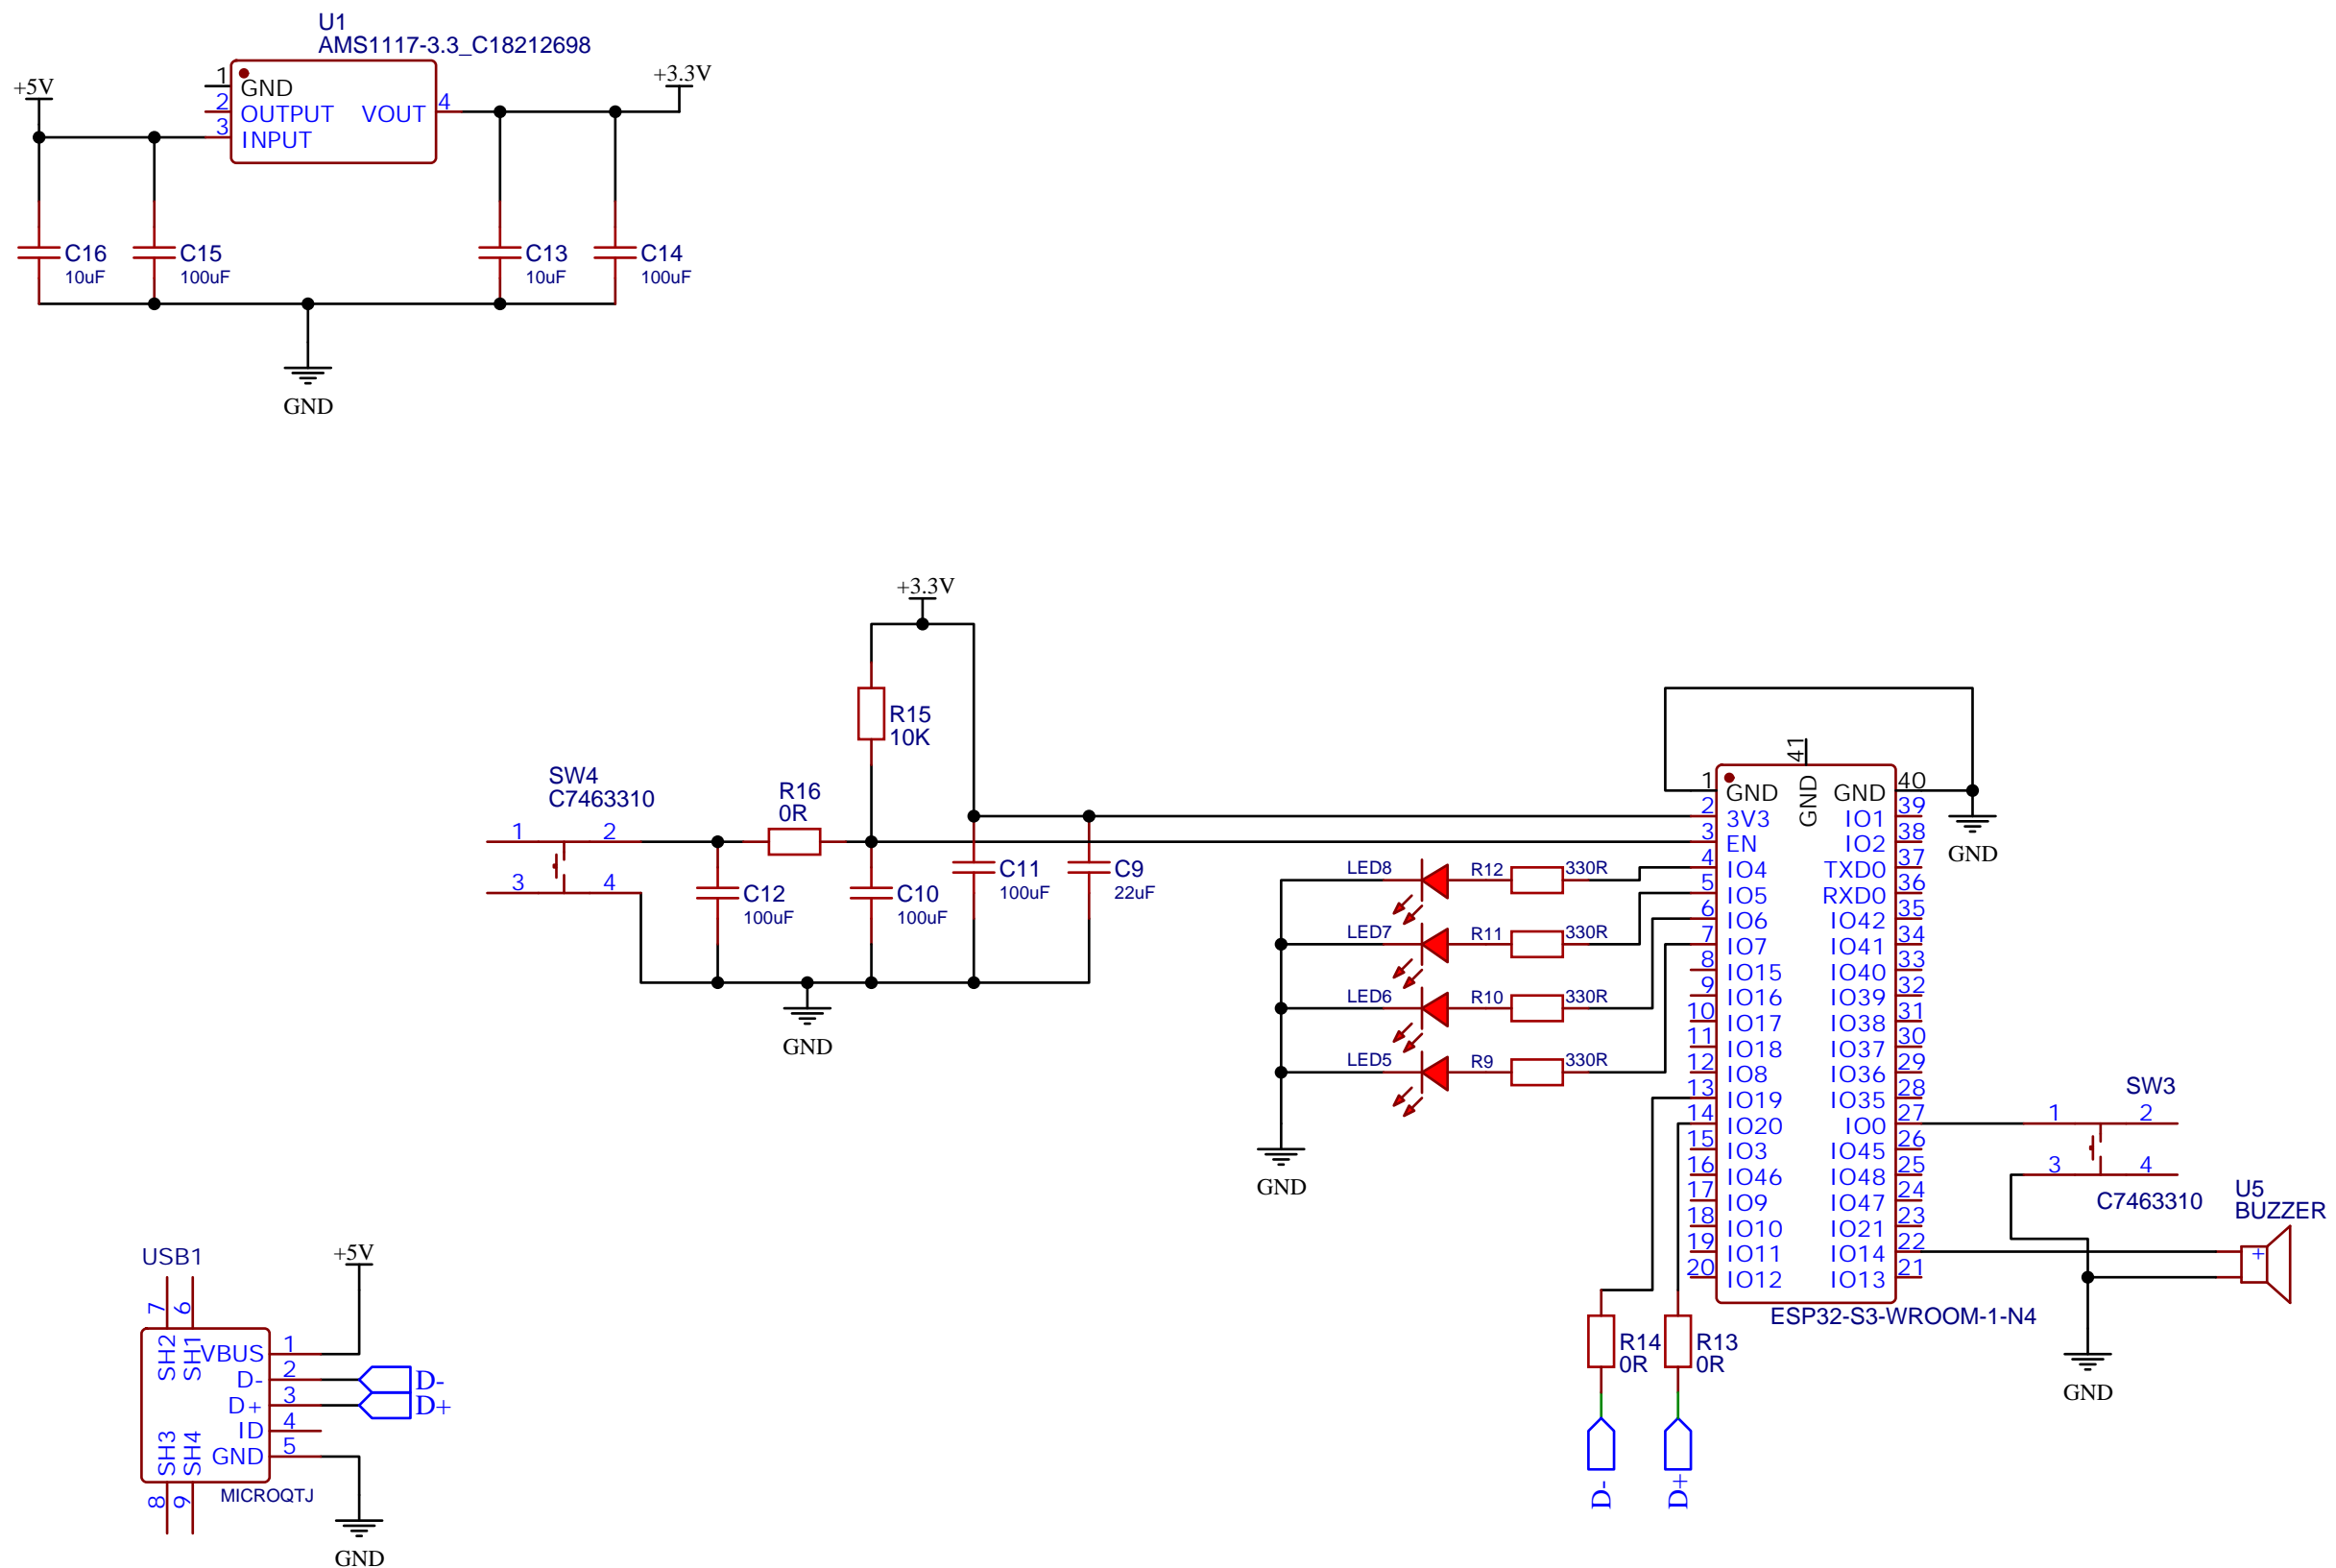 U1
AMS1117-3.3_C18212698
+5V
+3.3V
1 GND
2 OUTPUT VOUT 4
3 INPUT
C16
10uF
C15
100uF
C13
10uF
C14
100uF
GND
+3.3V
R15
10K
SW4
C7463310
R16
0R
1 2
3 4
C12
100uF
C10
100uF
C11
100uF
C9
22uF
GND
LED8 R12 330R
LED7 R11 330R
LED6 R10 330R
LED5 R9 330R
GND
41
GND
1 GND GND 40
2 3V3 IO1 39
3 EN IO2 38
4 IO4 TXD0 37
5 IO5 RXD0 36
6 IO6 IO42 35
7 IO7 IO41 34
8 IO15 IO40 33
9 IO16 IO39 32
10 IO17 IO38 31
11 IO18 IO37 30
12 IO8 IO36 29
13 IO19 IO35 28
14 IO20 IO0 27
15 IO3 IO45 26
16 IO46 IO48 25
17 IO9 IO47 24
18 IO10 IO21 23
19 IO11 IO14 22
20 IO12 IO13 21
ESP32-S3-WROOM-1-N4
GND
SW3
1 2
3 4
C7463310
U5
BUZZER
+
GND
R14
0R
R13
0R
D-
D+
USB1
+5V
7 6
SH2 SH1
VBUS 1
D- 2
D+ 3
ID 4
GND 5
SH3 SH4
8 9
D-
D+
MICROQTJ
GND